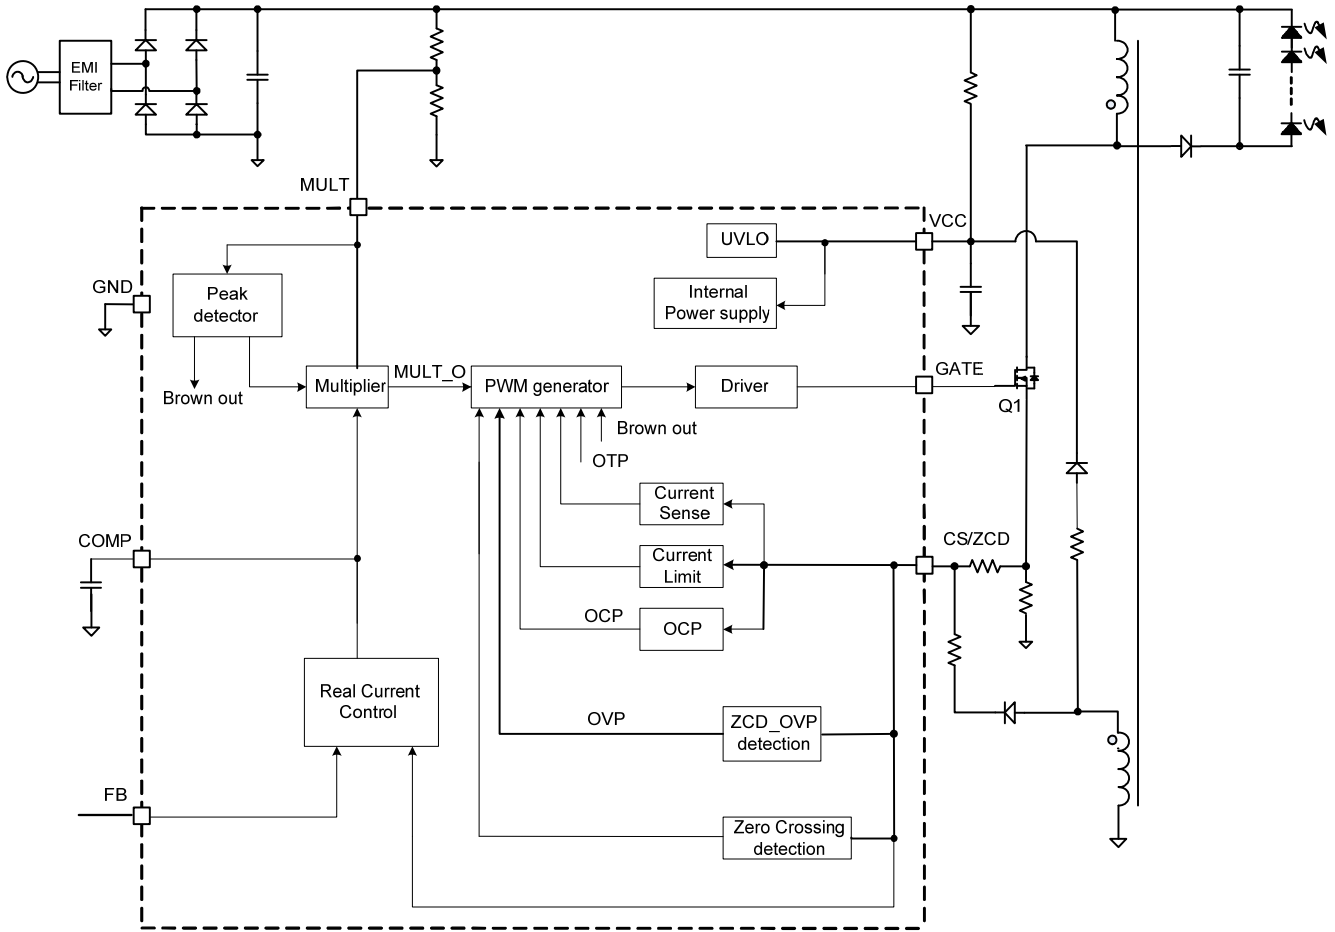 EMI
Filter
MULT
VCC
UVLO
Internal
Power supply
GND
Peak
detector
Brown out
Multiplier
MULT_O
PWM generator
Driver
GATE
Q1
Brown out
OTP
Current
Sense
Current
Limit
OCP
OCP
COMP
CS/ZCD
Real Current
Control
OVP
ZCD_OVP
detection
FB
Zero Crossing
detection